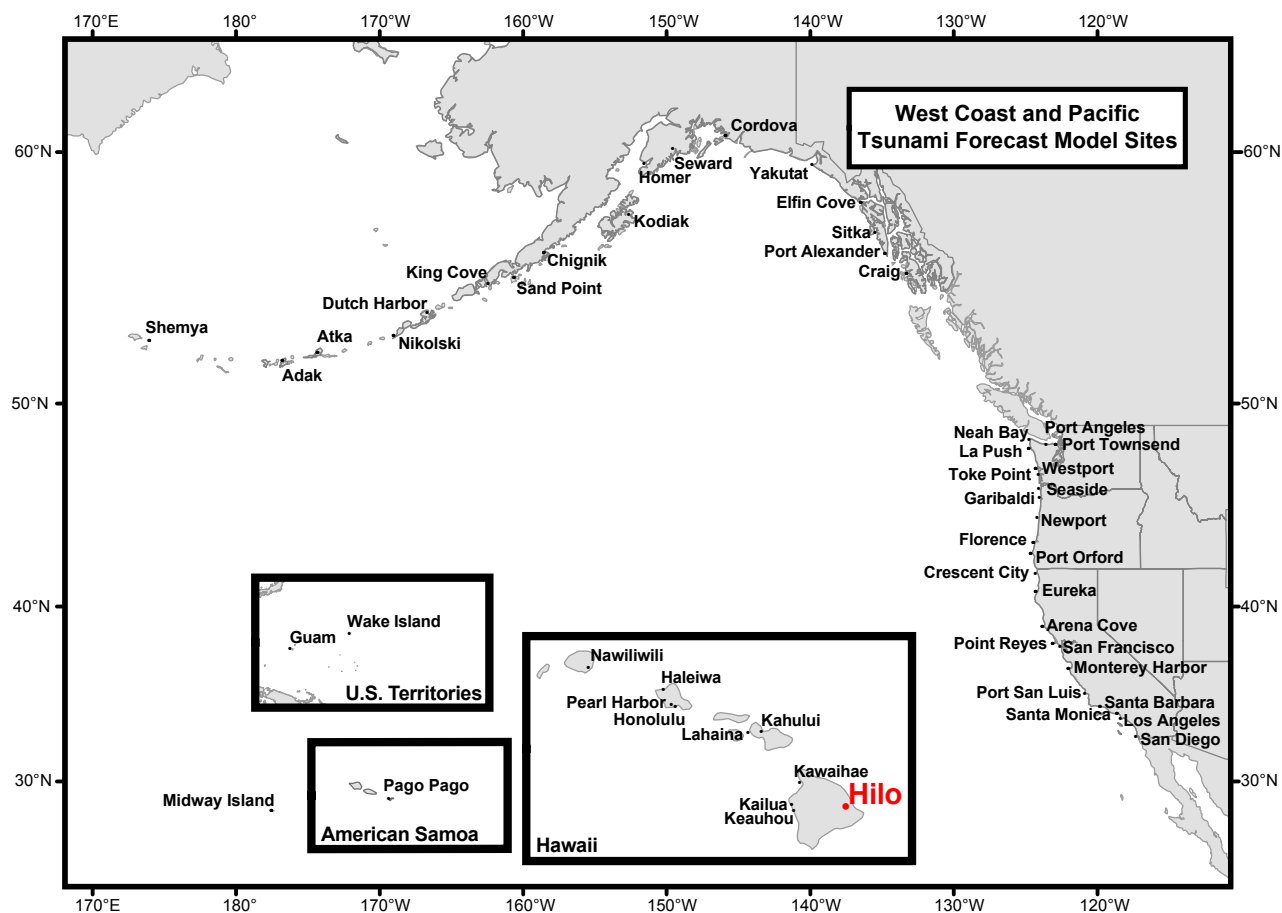 170°E 180° 170°W 160°W 150°W 140°W 130°W 120°W
West Coast and Pacific
Tsunami Forecast Model Sites
60°N
60°N
Cordova
Seward
Homer
Yakutat
Kodiak
Elfin Cove
Sitka
Port Alexander
Craig
Chignik
King Cove
Sand Point
Dutch Harbor
Shemya
Atka
Nikolski
Adak
50°N
50°N
Port Angeles
Neah Bay
Port Townsend
La Push
Westport
Toke Point
Seaside
Garibaldi
Newport
Florence
Port Orford
Crescent City
Eureka
40°N
40°N
Arena Cove
Point Reyes
San Francisco
Monterey Harbor
Port San Luis
Santa Barbara
Santa Monica
Los Angeles
San Diego
Wake Island
Guam
U.S. Territories
Nawiliwili
Haleiwa
Pearl Harbor
Honolulu
Kahului
Lahaina
Kawaihae
Hilo
Kailua
Keauhou
Hawaii
30°N
30°N
Midway Island
Pago Pago
American Samoa
170°E 180° 170°W 160°W 150°W 140°W 130°W 120°W